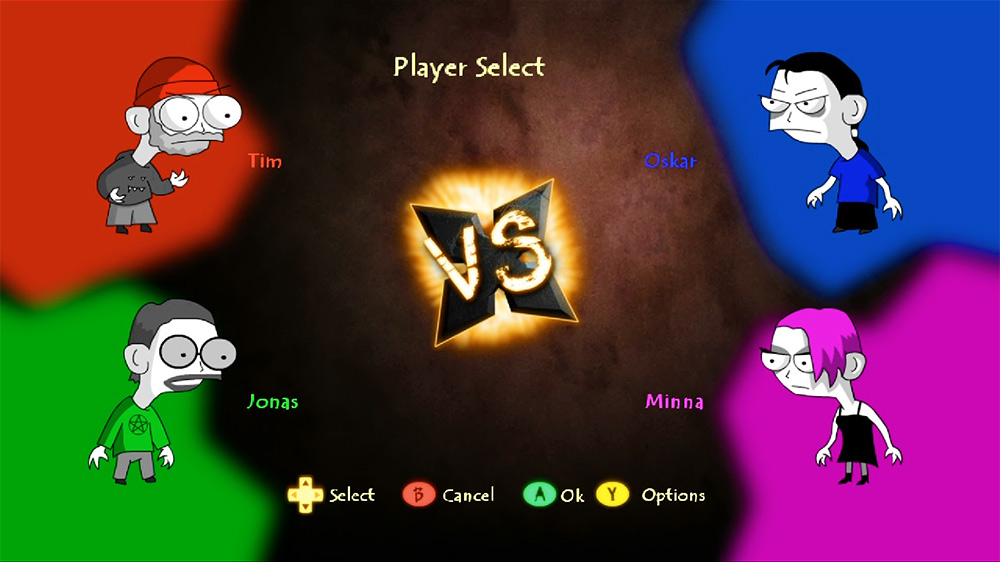 Player Select
Tim
Oskar
VS
Jonas
Minna
Select B Cancel A Ok Y Options